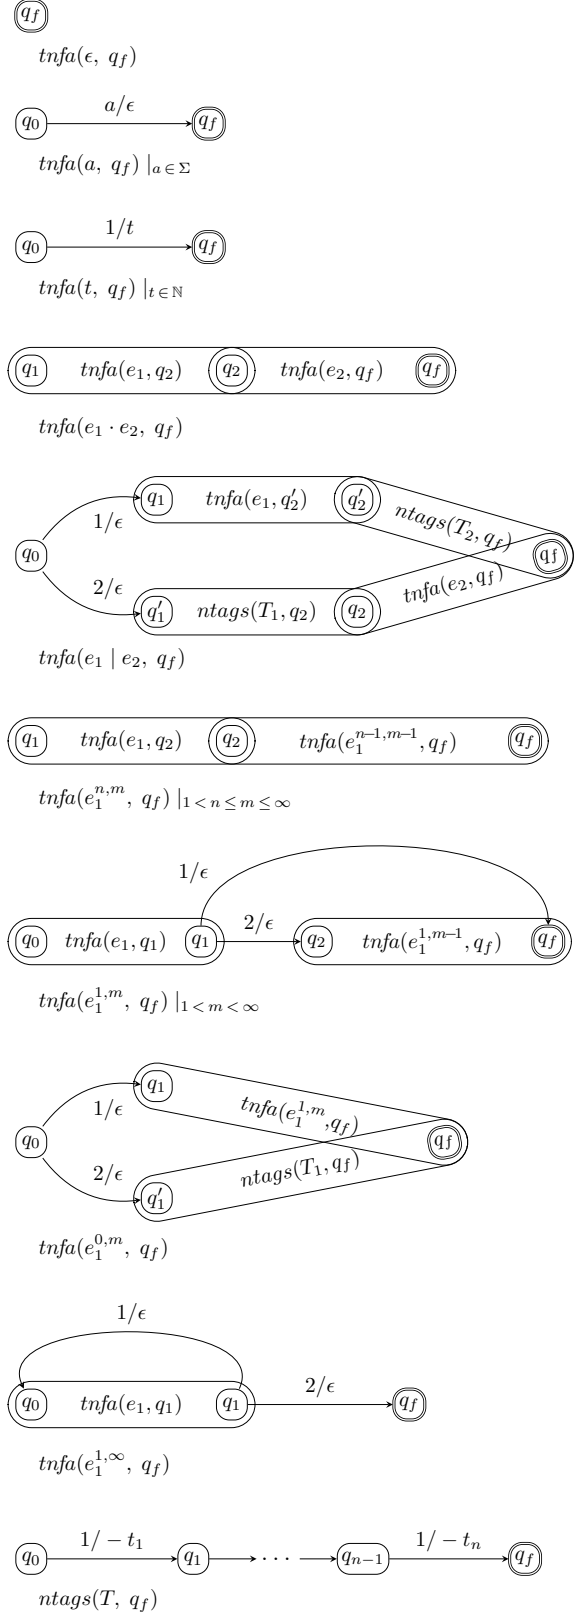 q_f
tnfa(ϵ, q_f)
a/ϵ
q_0 q_f
tnfa(a, q_f) |_{a∈Σ}
1/t
q_0 q_f
tnfa(t, q_f) |_{t∈ℕ}
q_1 tnfa(e_1, q_2) q_2 tnfa(e_2, q_f) q_f
tnfa(e_1 · e_2, q_f)
q_1 tnfa(e_1, q'_2) q'_2 ntags(T_2, q_f)
1/ϵ
q_0 q_f
2/ϵ tnfa(e_2, q_f)
q'_1 ntags(T_1, q_2) q_2
tnfa(e_1 | e_2, q_f)
q_1 tnfa(e_1, q_2) q_2 tnfa(e_1^{n−1,m−1}, q_f) q_f
tnfa(e_1^{n,m}, q_f) |_{1<n≤m≤∞}
1/ϵ
2/ϵ
q_0 tnfa(e_1, q_1) q_1 q_2 tnfa(e_1^{1,m−1}, q_f) q_f
tnfa(e_1^{1,m}, q_f) |_{1<m<∞}
q_1
1/ϵ tnfa(e_1^{1,m}, q_f)
q_0 q_f
2/ϵ ntags(T_1, q_f)
q'_1
tnfa(e_1^{0,m}, q_f)
1/ϵ
2/ϵ
q_0 tnfa(e_1, q_1) q_1 q_f
tnfa(e_1^{1,∞}, q_f)
1/ − t_1 1/ − t_n
q_0 q_1 · · · q_{n−1} q_f
ntags(T, q_f)